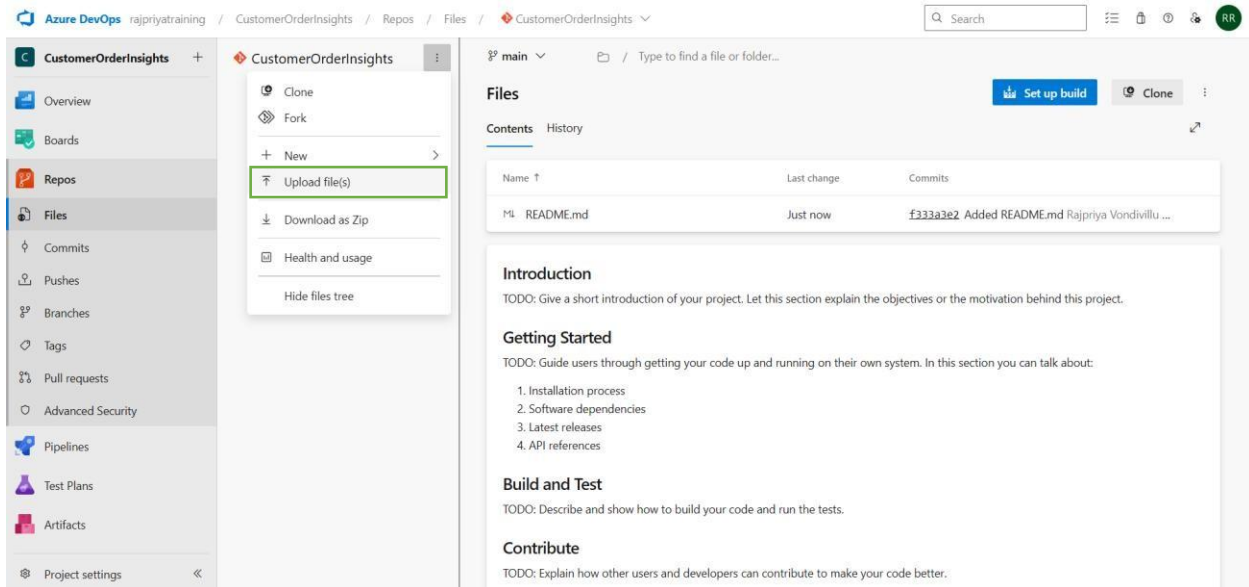 Azure DevOps rajpriyatraining / CustomerOrderInsights / Repos / Files / CustomerOrderInsights
Search
RR
C CustomerOrderInsights +
Overview
Boards
Repos
Files
Commits
Pushes
Branches
Tags
Pull requests
Advanced Security
Pipelines
Test Plans
Artifacts
Project settings
CustomerOrderInsights
Clone
Fork
New
Upload file(s)
Download as Zip
Health and usage
Hide files tree
main / Type to find a file or folder...
Files
Set up build
Clone
Contents History
Name ↑ Last change Commits
M↓ README.md Just now f333a3e2 Added README.md Rajpriya Vondivillu ...
Introduction
TODO: Give a short introduction of your project. Let this section explain the objectives or the motivation behind this project.
Getting Started
TODO: Guide users through getting your code up and running on their own system. In this section you can talk about:
1. Installation process
2. Software dependencies
3. Latest releases
4. API references
Build and Test
TODO: Describe and show how to build your code and run the tests.
Contribute
TODO: Explain how other users and developers can contribute to make your code better.